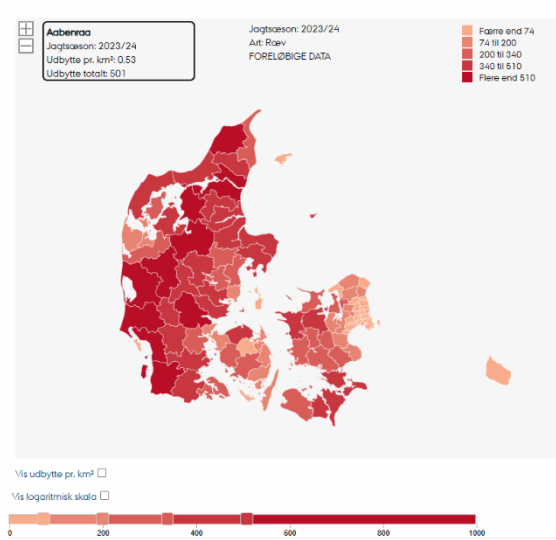 Aabenraa
Jagtsæson: 2023/24
Udbytte pr. km²: 0.53
Udbytte totalt: 501
Jagtsæson: 2023/24
Art: Ræv
FORELØBIGE DATA
Færre end 74
74 til 200
200 til 340
340 til 510
Flere end 510
Vis udbytte pr. km²
Vis logaritmisk skala
0 200 400 600 800 1000